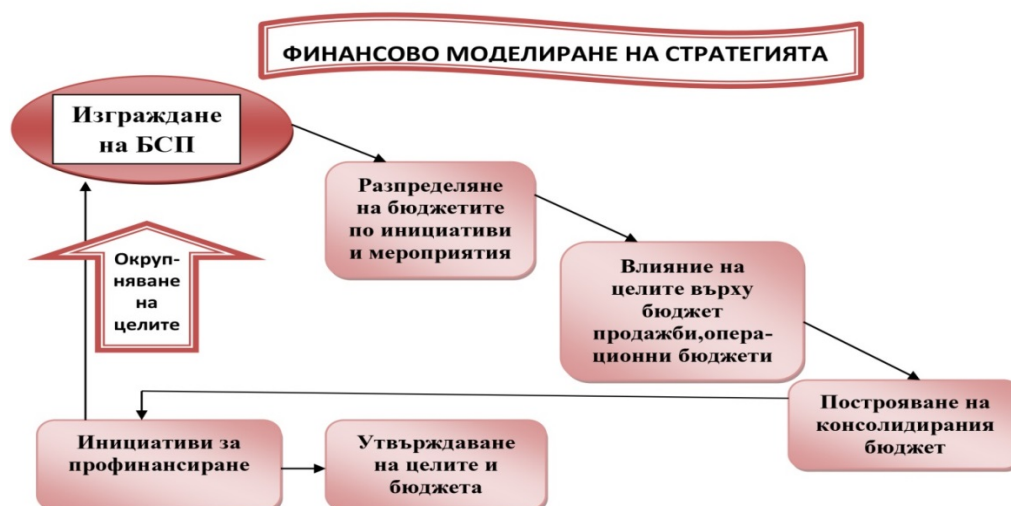 ФИНАНСОВО МОДЕЛИРАНЕ НА СТРАТЕГИЯТА
Изграждане
на БСП
Разпределяне
на бюджетите
по инициативи
и мероприятия
Окруп-
няване
на
целите
Влияние на
целите върху
бюджет
продажби,опера-
ционни бюджети
Построяване на
консолидирания
бюджет
Инициативи за
профинансиране
Утвърждаване
на целите и
бюджета